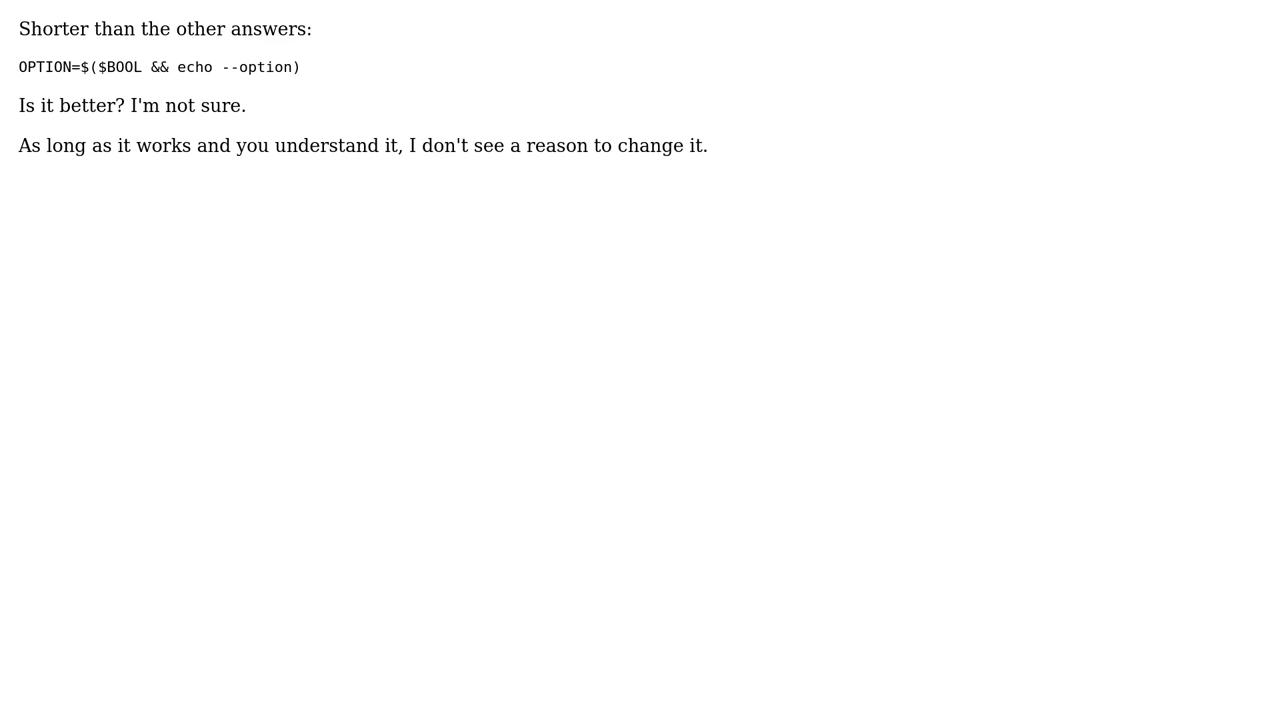 Shorter than the other answers:
OPTION=$($BOOL && echo --option)
Is it better? I'm not sure.
As long as it works and you understand it, I don't see a reason to change it.